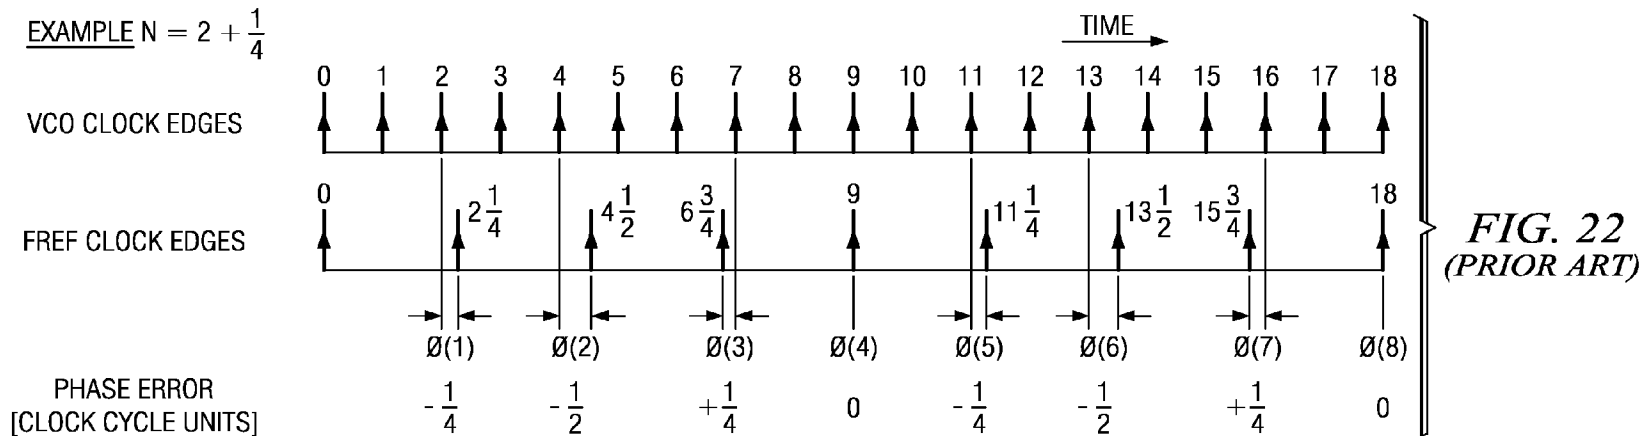 EXAMPLE N = 2 + 1/4
TIME
0 1 2 3 4 5 6 7 8 9 10 11 12 13 14 15 16 17 18
VCO CLOCK EDGES
0 2 1/4 4 1/2 6 3/4 9 11 1/4 13 1/2 15 3/4 18
FREF CLOCK EDGES
Ø(1) Ø(2) Ø(3) Ø(4) Ø(5) Ø(6) Ø(7) Ø(8)
PHASE ERROR
[CLOCK CYCLE UNITS]
- 1/4 - 1/2 + 1/4 0 - 1/4 - 1/2 + 1/4 0
FIG. 22
(PRIOR ART)